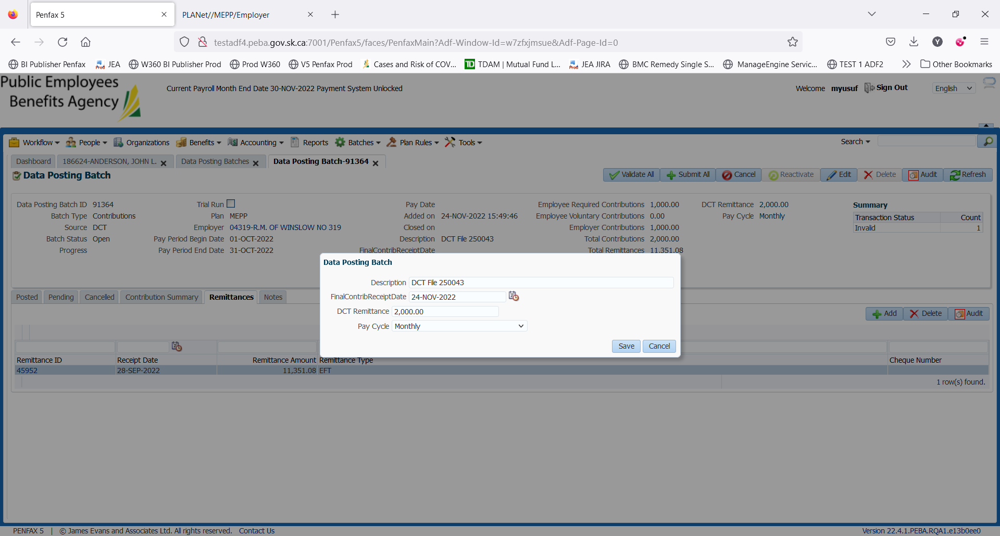 Penfax 5
PLANet//MEPP/Employer
testadf4.peba.gov.sk.ca:7001/Penfax5/faces/PenfaxMain?Adf-Window-Id=w7zfxjmsue&Adf-Page-Id=0
Y
BI Publisher Penfax
Prod JEA
W360 BI Publisher Prod
Prod W360
V5 Penfax Prod
Cases and Risk of COV...
TD TDAM | Mutual Fund L...
Prod JEA JIRA
BMC Remedy Single S...
ManageEngine Servic...
TEST 1 ADF2
Other Bookmarks
Public Employees
Benefits Agency
Current Payroll Month End Date 30-NOV-2022 Payment System Unlocked
Welcome myusuf Sign Out English
Workflow People Organizations Benefits Accounting Reports Batches Plan Rules Tools Search
Dashboard 186624-ANDERSON, JOHN L. Data Posting Batches Data Posting Batch-91364
Data Posting Batch
Validate All Submit All Cancel Reactivate Edit Delete Audit Refresh
Data Posting Batch ID 91364 Trial Run Pay Date Employee Required Contributions 1,000.00 DCT Remittance 2,000.00 Summary
Batch Type Contributions Plan MEPP Added on 24-NOV-2022 15:49:46 Employee Voluntary Contributions 0.00 Pay Cycle Monthly Transaction Status Count
Source DCT Employer 04319-R.M. OF WINSLOW NO 319 Closed on Employer Contributions 1,000.00 Invalid 1
Batch Status Open Pay Period Begin Date 01-OCT-2022 Description DCT File 250043 Total Contributions 2,000.00
Progress Pay Period End Date 31-OCT-2022 FinalContribReceiptDate Total Remittances 11,351.08
Data Posting Batch
Description DCT File 250043
FinalContribReceiptDate 24-NOV-2022
DCT Remittance 2,000.00
Pay Cycle Monthly
Save Cancel
Posted Pending Cancelled Contribution Summary Remittances Notes
Add Delete Audit
Remittance ID Receipt Date Remittance Amount Remittance Type Cheque Number
45952 28-SEP-2022 11,351.08 EFT
1 row(s) found.
PENFAX 5 | © James Evans and Associates Ltd. All rights reserved. Contact Us
Version 22.4.1.PEBA.RQA1.e13b0ee0